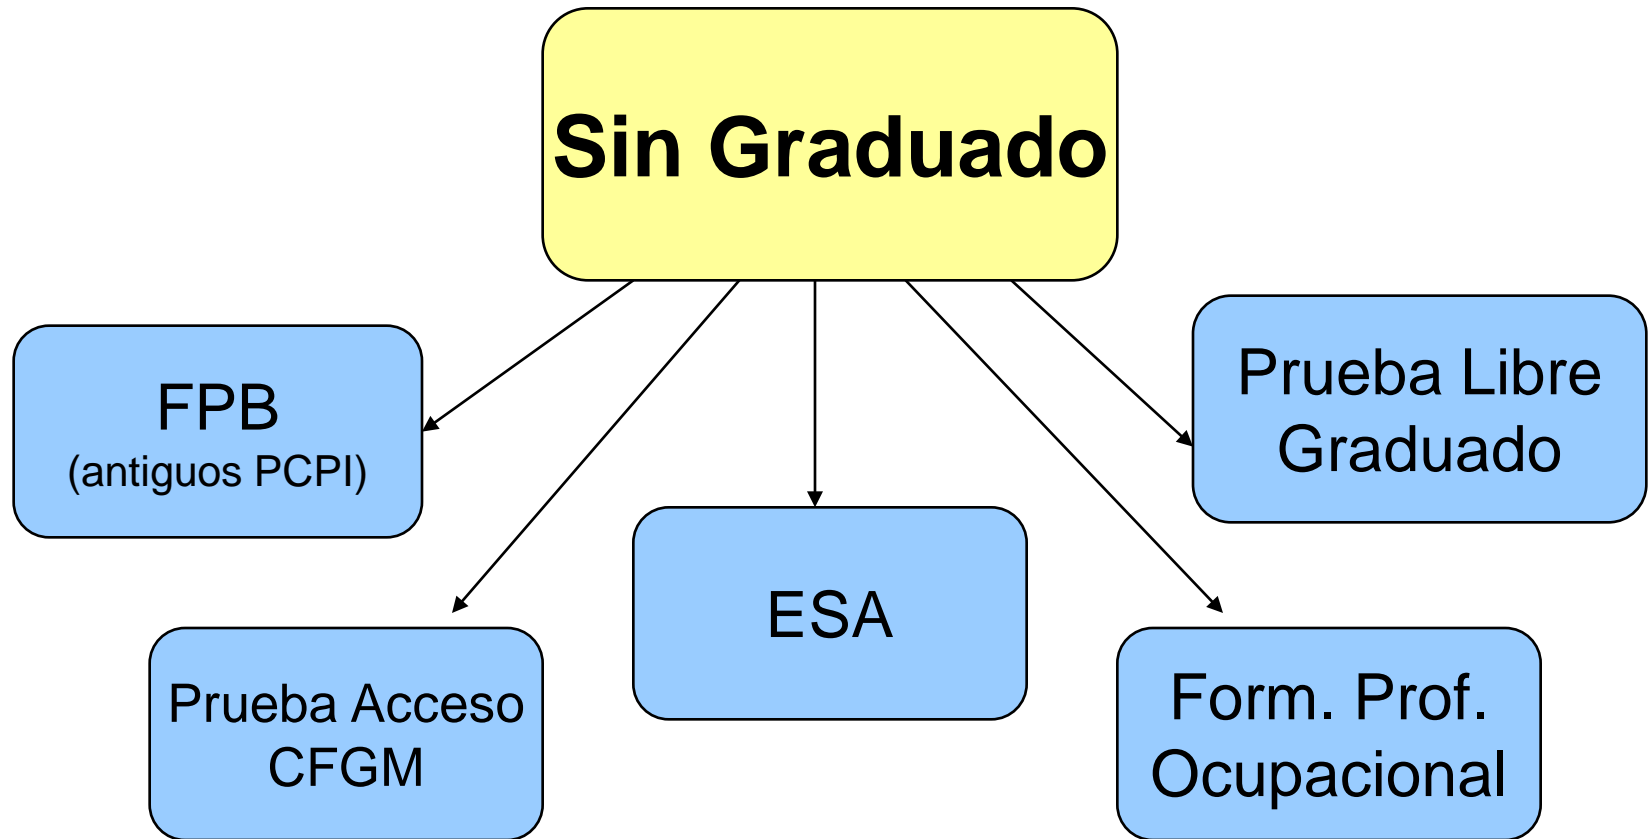 Sin Graduado
FPB
(antiguos PCPI)
Prueba Libre
Graduado
ESA
Prueba Acceso
CFGM
Form. Prof.
Ocupacional